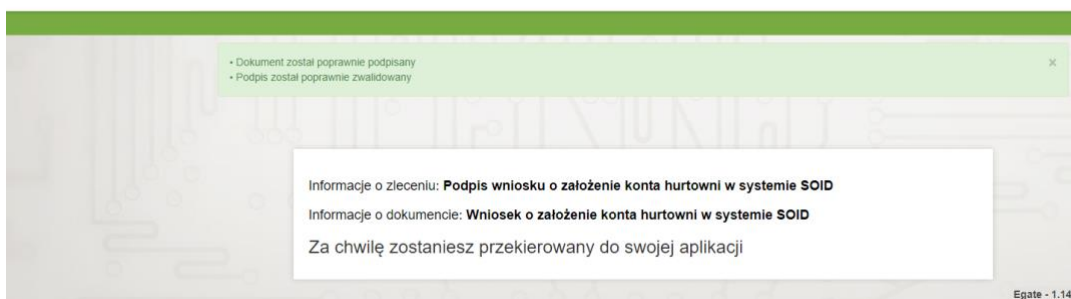 • Dokument został poprawnie podpisany
• Podpis został poprawnie zwalidowany
×
Informacje o zleceniu: Podpis wniosku o założenie konta hurtowni w systemie SOID
Informacje o dokumencie: Wniosek o założenie konta hurtowni w systemie SOID
Za chwilę zostaniesz przekierowany do swojej aplikacji
Egate - 1.14